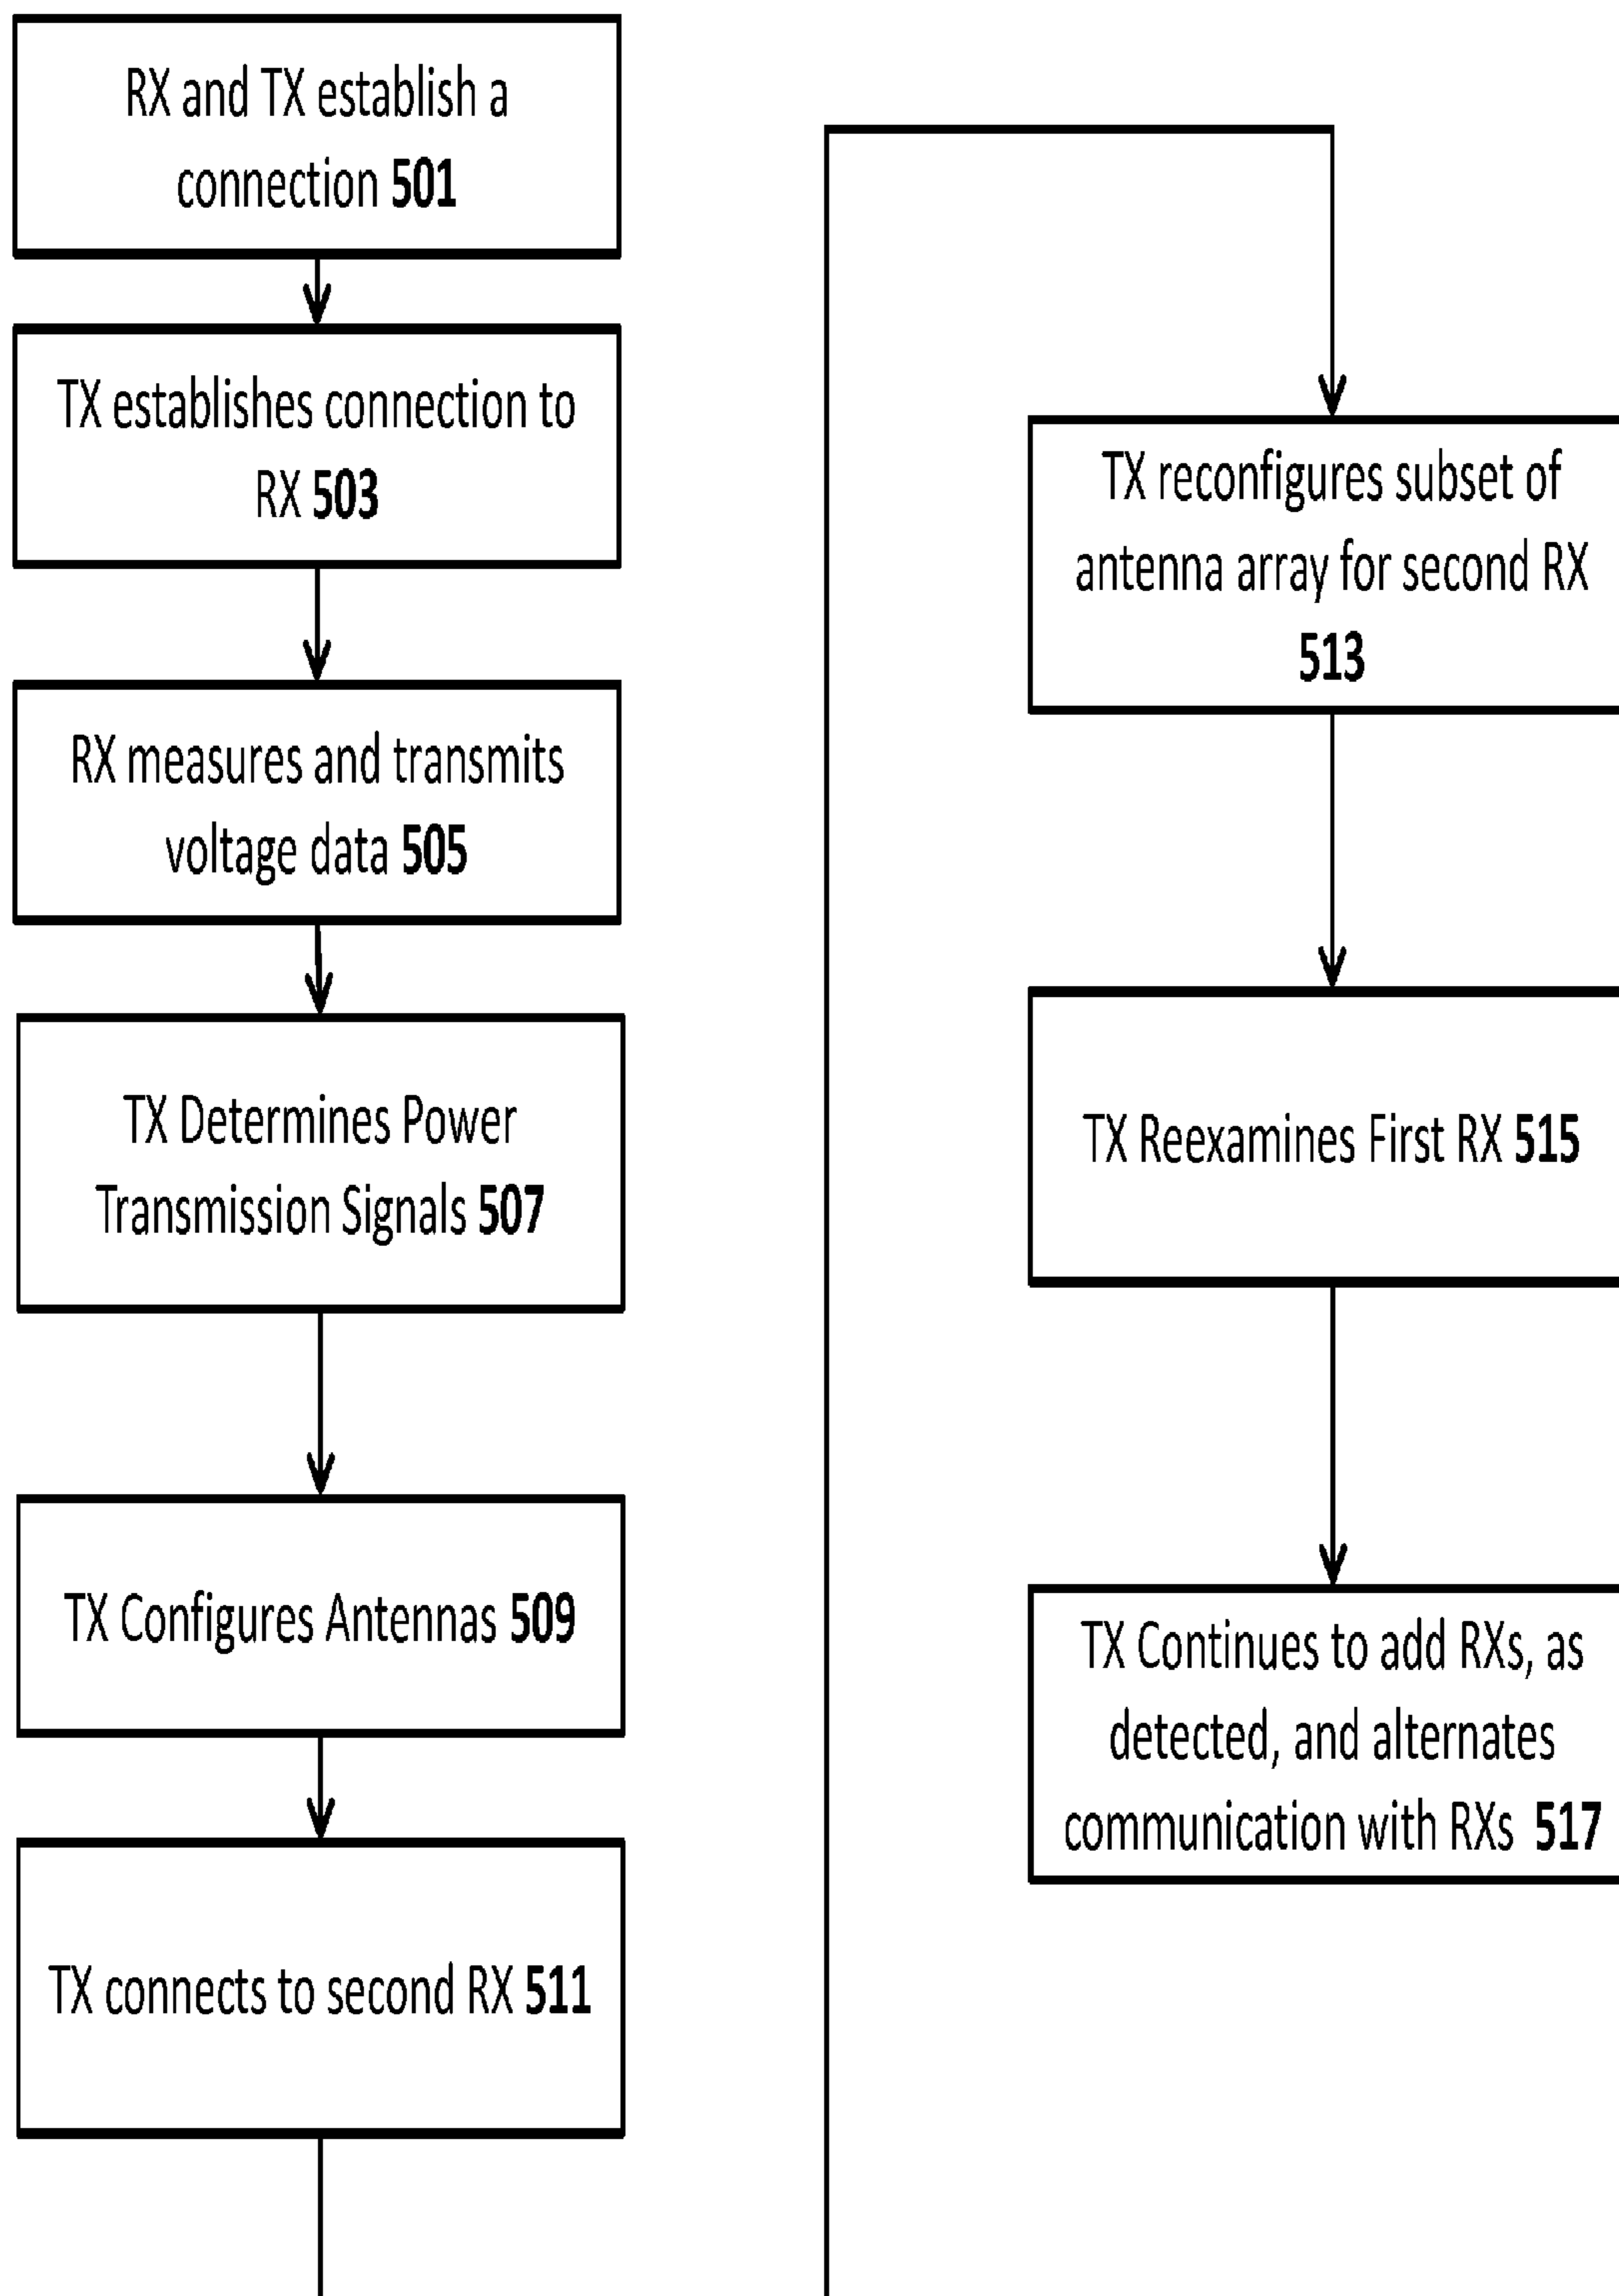 RX and TX establish a
connection 501
TX establishes connection to
RX 503
RX measures and transmits
voltage data 505
TX Determines Power
Transmission Signals 507
TX Configures Antennas 509
TX connects to second RX 511
TX reconfigures subset of
antenna array for second RX
513
TX Reexamines First RX 515
TX Continues to add RXs, as
detected, and alternates
communication with RXs 517